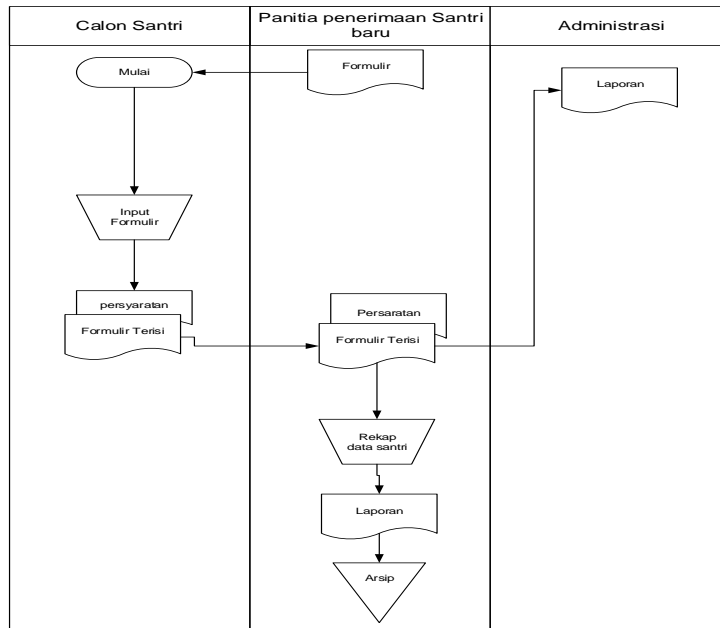 Calon Santri
Panitia penerimaan Santri
baru
Administrasi
Mulai
Formulir
Laporan
Input
Formulir
persyaratan
Formulir Terisi
Persaratan
Formulir Terisi
Rekap
data santri
Laporan
Arsip